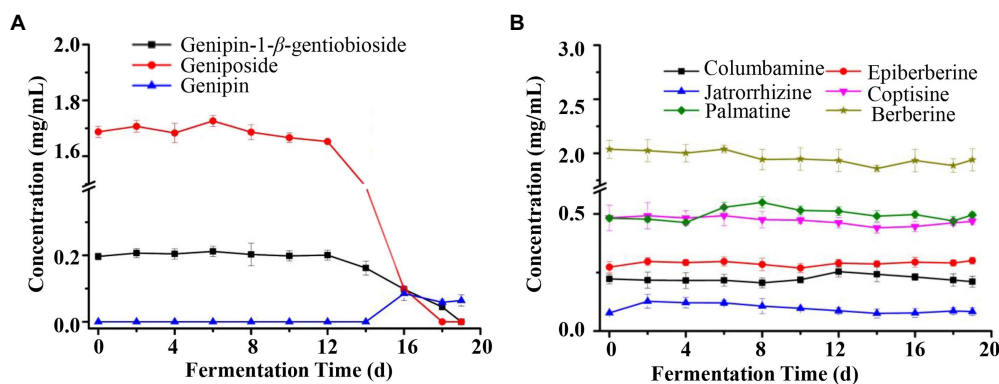 A
Concentration (mg/mL)
2.0
1.8
1.6
0.2
0.0
Genipin-1-β-gentiobioside
Geniposide
Genipin
0 4 8 12 16 20
Fermentation Time (d)
B
Concentration (mg/mL)
3.0
2.5
2.0
0.5
0.0
Columbamine Epiberberine
Jatrorrhizine Coptisine
Palmatine Berberine
0 4 8 12 16 20
Fermentation Time (d)